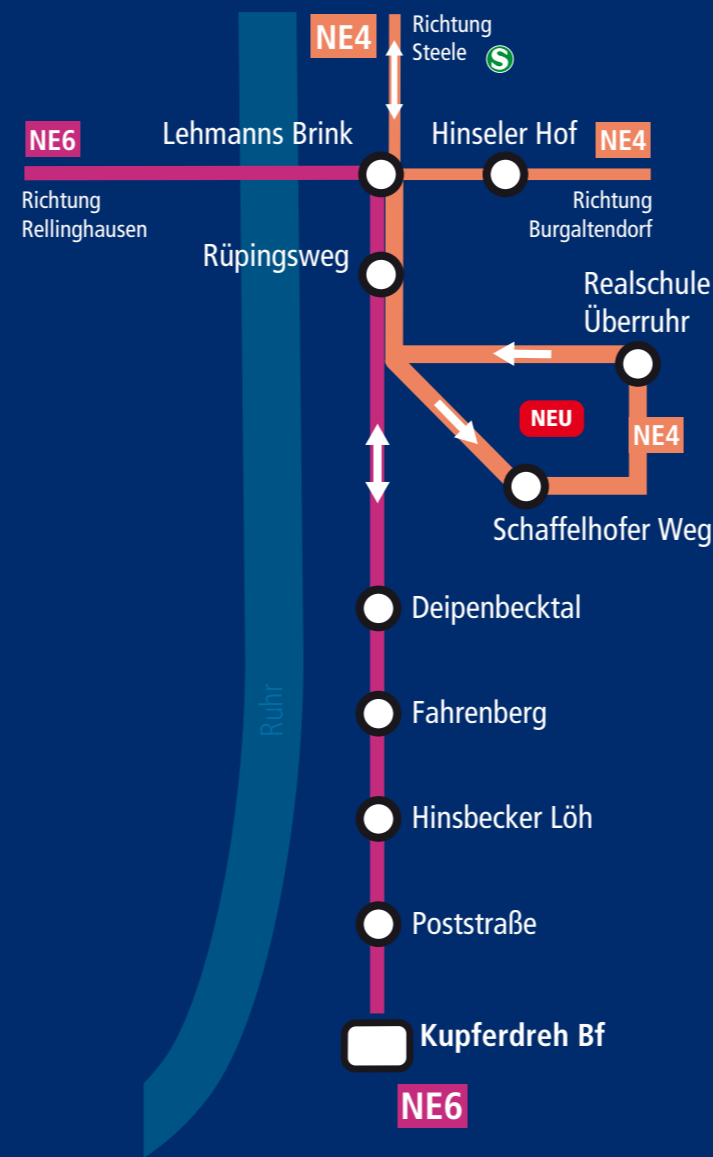 NE4
Richtung
Steele
S
NE6
Lehmanns Brink
Hinseler Hof
NE4
Richtung
Rellinghausen
Richtung
Burgaltendorf
Rüpingsweg
Realschule
Überruhr
NEU
NE4
Schaffelhofer Weg
Deipenbecktal
Ruhr
Fahrenberg
Hinsbecker Löh
Poststraße
Kupferdreh Bf
NE6